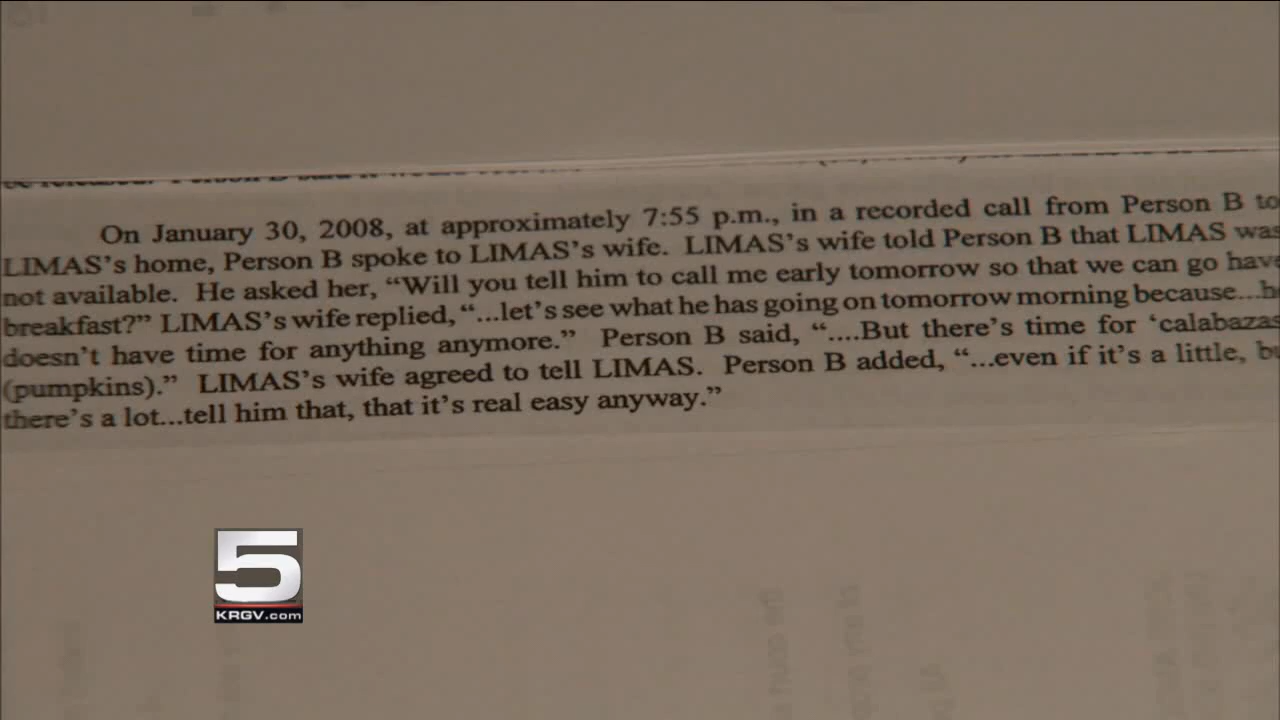 On January 30, 2008, at approximately 7:55 p.m., in a recorded call from Person B to
LIMAS's home, Person B spoke to LIMAS's wife. LIMAS's wife told Person B that LIMAS was
not available. He asked her, “Will you tell him to call me early tomorrow so that we can go have
breakfast?” LIMAS's wife replied, “...let's see what he has going on tomorrow morning because...he
doesn't have time for anything anymore.” Person B said, “....But there's time for ‘calabazas
(pumpkins).” LIMAS's wife agreed to tell LIMAS. Person B added, “...even if it's a little,
there's a lot...tell him that, that it's real easy anyway.”
5
KRGV.com